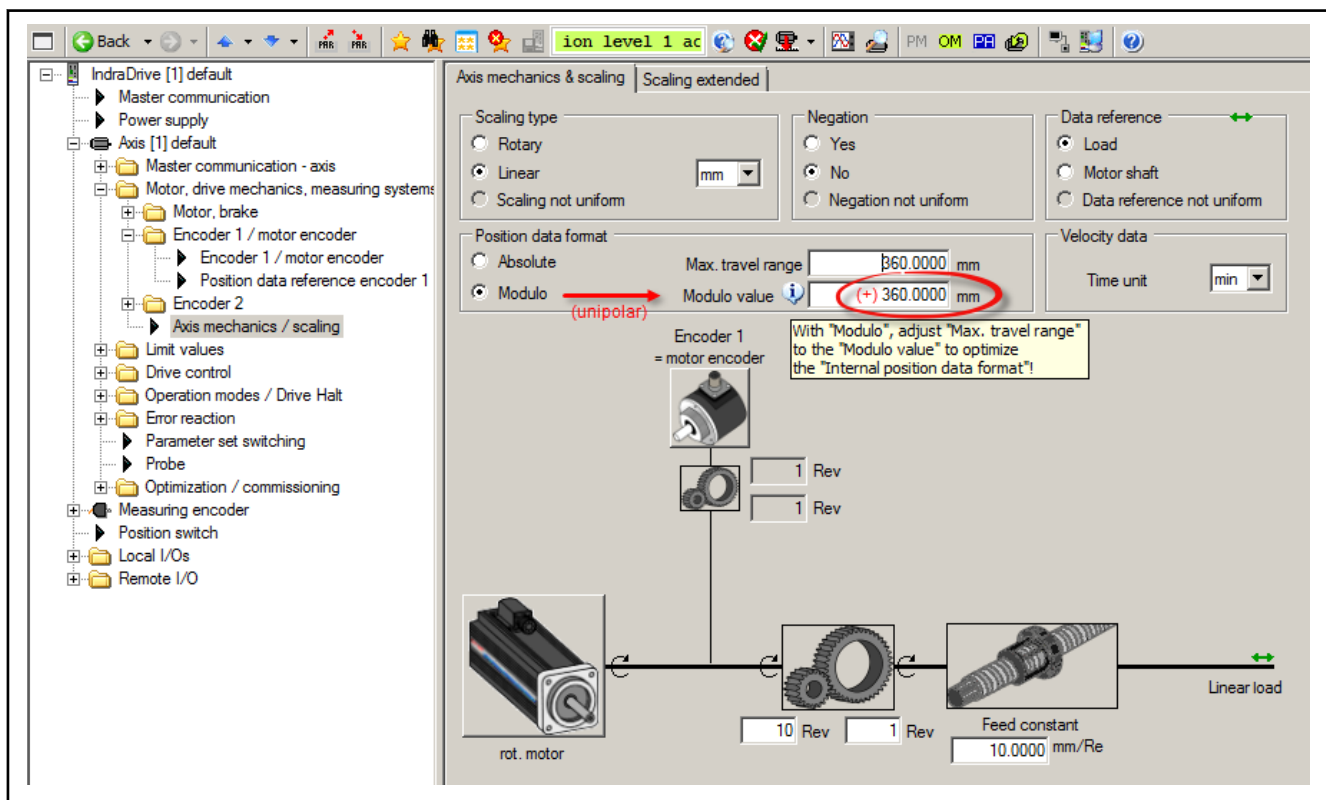 Back
PAR PAR
ion level 1 ac
PM OM PA
IndraDrive [1] default
Master communication
Power supply
Axis [1] default
Master communication - axis
Motor, drive mechanics, measuring systems
Motor, brake
Encoder 1 / motor encoder
Encoder 1 / motor encoder
Position data reference encoder 1
Encoder 2
Axis mechanics / scaling
Limit values
Drive control
Operation modes / Drive Halt
Error reaction
Parameter set switching
Probe
Optimization / commissioning
Measuring encoder
Position switch
Local I/Os
Remote I/O
Axis mechanics & scaling
Scaling extended
Scaling type
Rotary
Linear
mm
Scaling not uniform
Negation
Yes
No
Negation not uniform
Data reference
Load
Motor shaft
Data reference not uniform
Position data format
Absolute
Modulo
(unipolar)
Max. travel range 360.0000 mm
Modulo value (+) 360.0000 mm
Velocity data
Time unit min
With "Modulo", adjust "Max. travel range"
to the "Modulo value" to optimize
the "Internal position data format"!
Encoder 1
= motor encoder
1 Rev
1 Rev
rot. motor
10 Rev 1 Rev
Feed constant
10.0000 mm/Re
Linear load